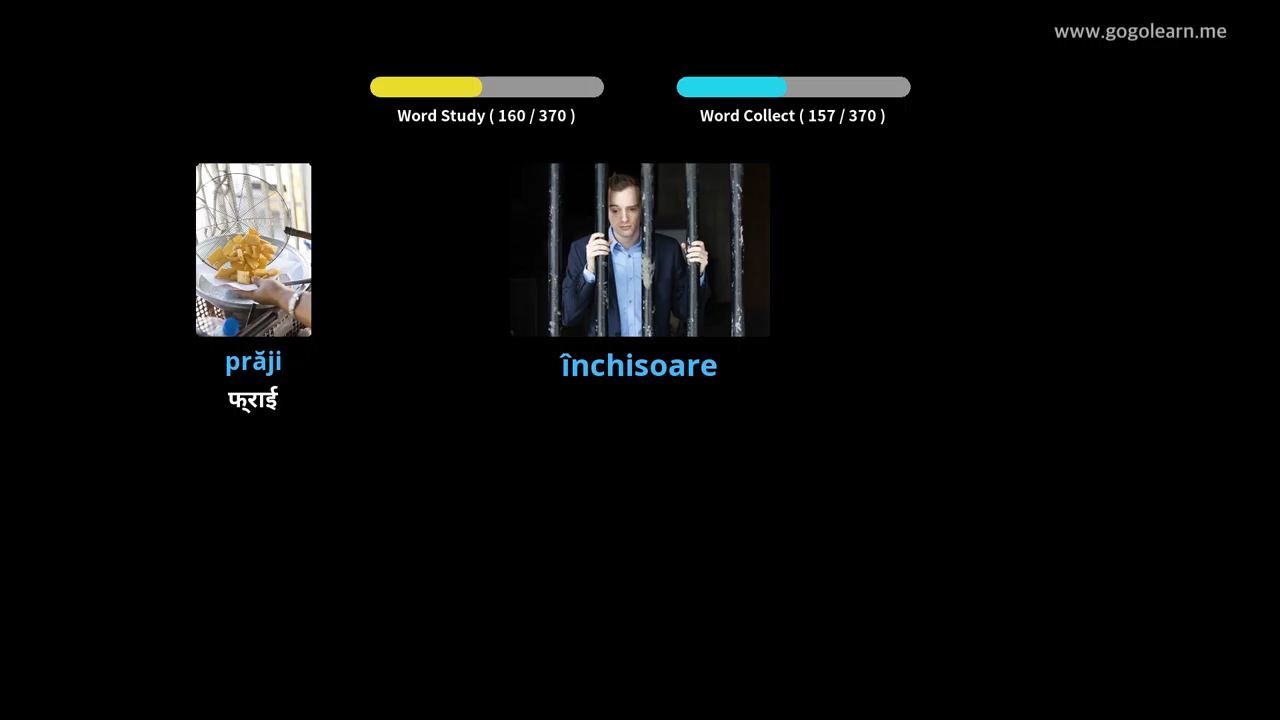 www.gogolearn.me
Word Study ( 160 / 370 )
Word Collect ( 157 / 370 )
prăji
फ्राई
închisoare